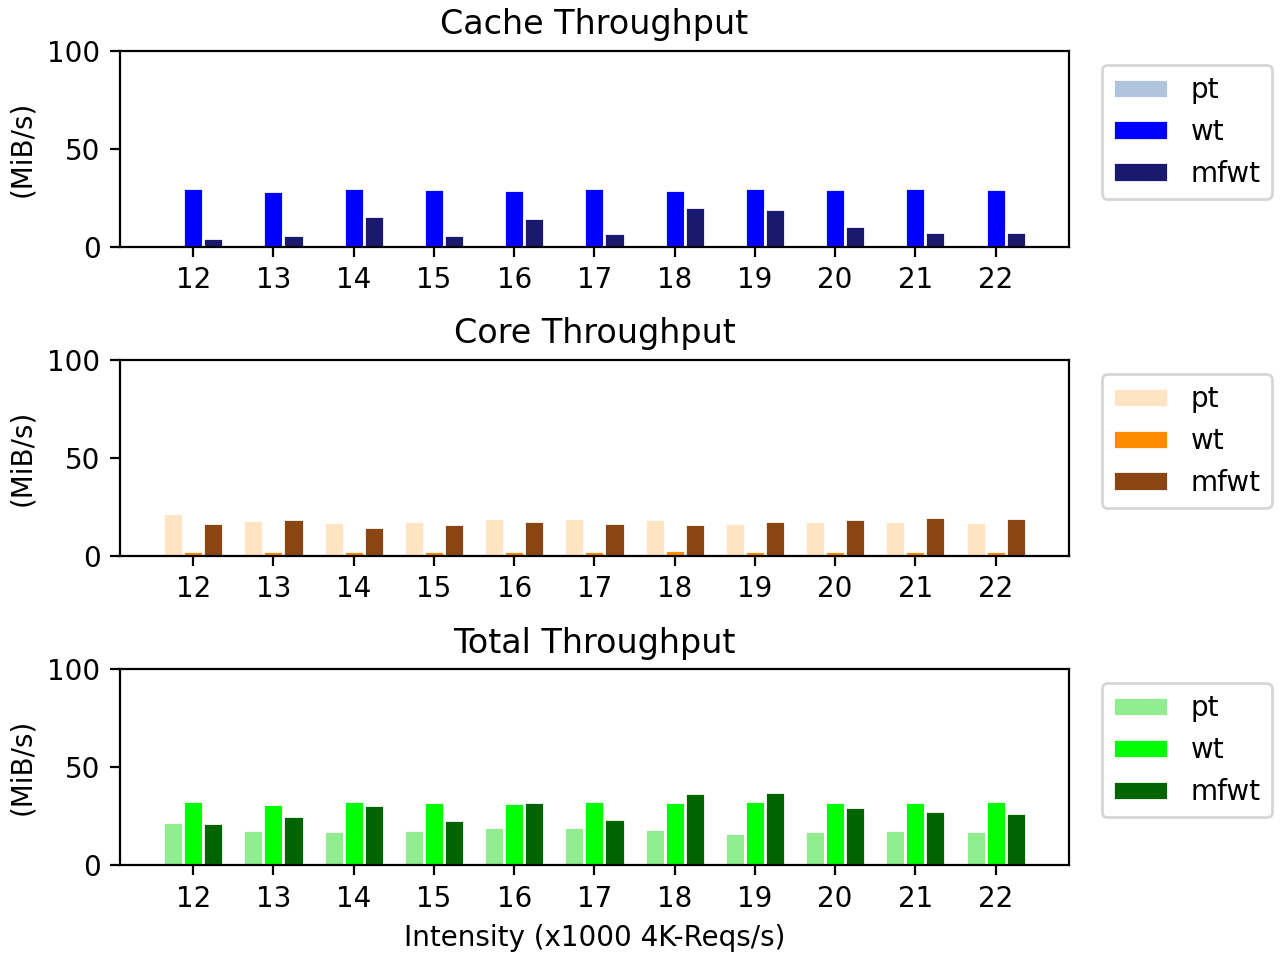 Cache Throughput
(MiB/s)
100
50
0
12 13 14 15 16 17 18 19 20 21 22
pt
wt
mfwt
Core Throughput
(MiB/s)
100
50
0
12 13 14 15 16 17 18 19 20 21 22
pt
wt
mfwt
Total Throughput
(MiB/s)
100
50
0
12 13 14 15 16 17 18 19 20 21 22
Intensity (x1000 4K-Reqs/s)
pt
wt
mfwt